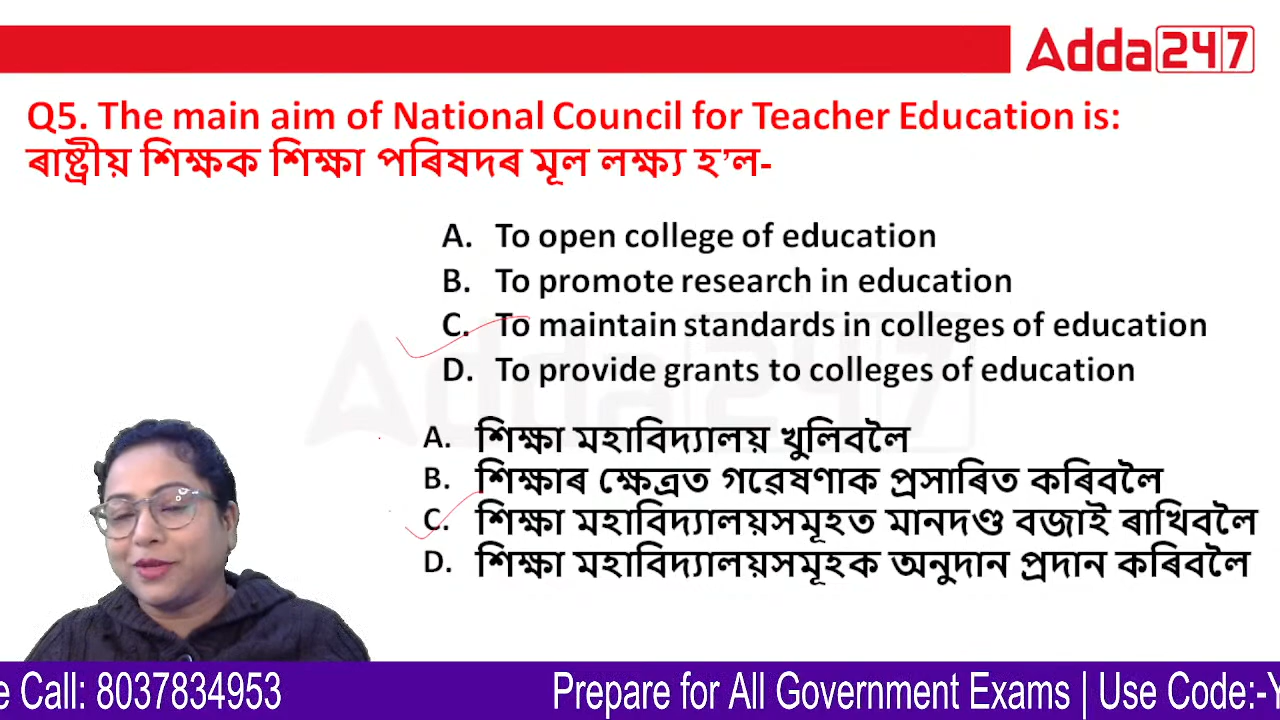 Adda247
Q5. The main aim of National Council for Teacher Education is:
ৰাষ্ট্ৰীয় শিক্ষক শিক্ষা পৰিষদৰ মূল লক্ষ্য হ’ল-
A. To open college of education
B. To promote research in education
C. To maintain standards in colleges of education
D. To provide grants to colleges of education
A. শিক্ষা মহাবিদ্যালয় খুলিবলৈ
B. শিক্ষাৰ ক্ষেত্ৰত গৱেষণাক প্ৰসাৰিত কৰিবলৈ
C. শিক্ষা মহাবিদ্যালয়সমূহত মানদণ্ড বজাই ৰাখিবলৈ
D. শিক্ষা মহাবিদ্যালয়সমূহক অনুদান প্ৰদান কৰিবলৈ
e Call: 8037834953 Prepare for All Government Exams | Use Code:-Y